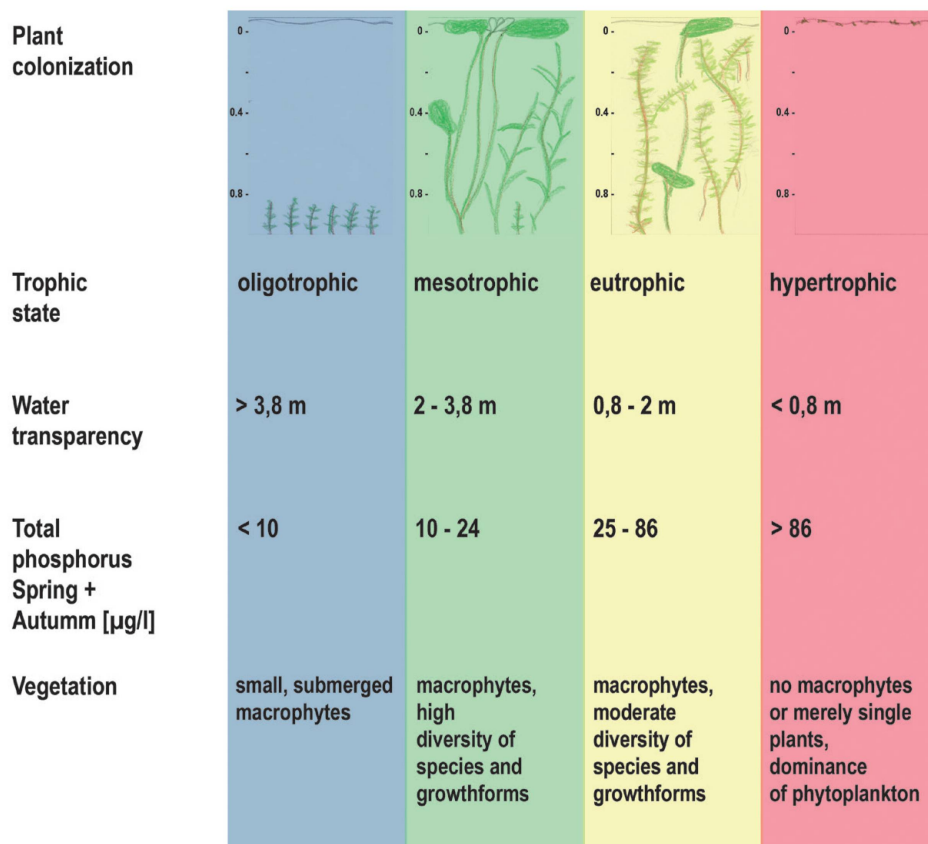 Plant
colonization
0 -
-
0.4 -
-
0.8 -
0 -
-
0.4 -
-
0.8 -
0 -
-
0.4 -
-
0.8 -
0 -
-
0.4 -
-
0.8 -
Trophic
state
oligotrophic
mesotrophic
eutrophic
hypertrophic
Water
transparency
> 3,8 m
2 - 3,8 m
0,8 - 2 m
< 0,8 m
Total
phosphorus
Spring +
Autumm [µg/l]
< 10
10 - 24
25 - 86
> 86
Vegetation
small, submerged
macrophytes
macrophytes,
high
diversity of
species and
growthforms
macrophytes,
moderate
diversity of
species and
growthforms
no macrophytes
or merely single
plants,
dominance
of phytoplankton